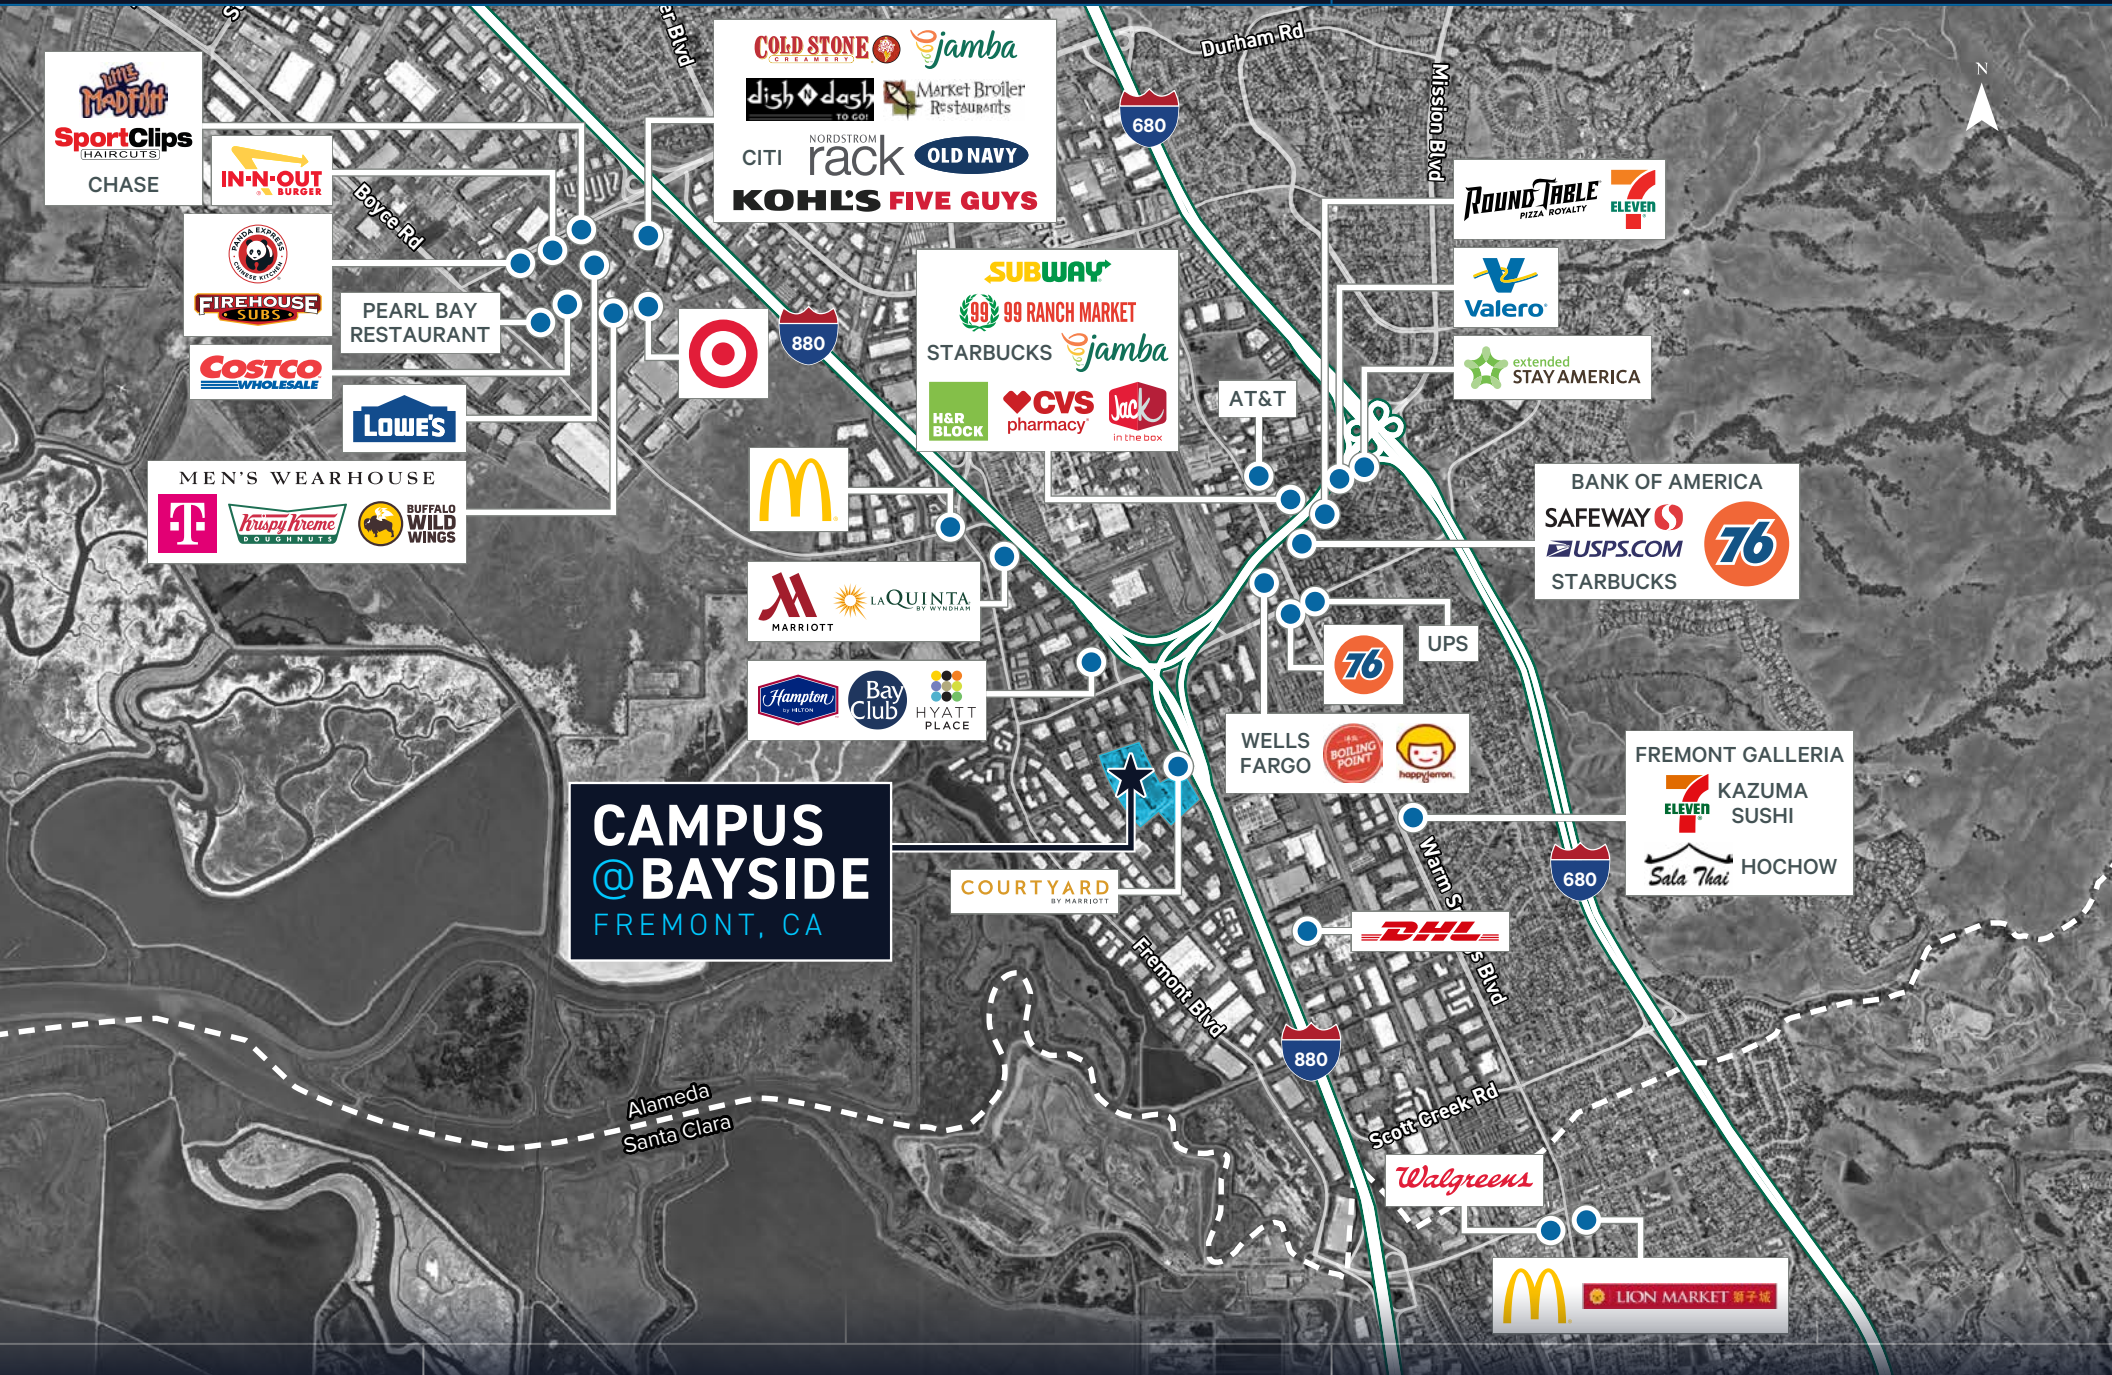 er Blvd
Durham Rd
Mission Blvd
N
LITTLE
MADFISH
SportClips
HAIRCUTS
CHASE
IN-N-OUT
BURGER
Boyce Rd
COLD STONE
CREAMERY
jamba
dish N dash
TO GO!
Market Broiler
Restaurants
CITI
NORDSTROM
rack
OLD NAVY
KOHL'S
FIVE GUYS
680
ROUND TABLE
PIZZA ROYALTY
7
ELEVEN
PANDA EXPRESS
CHINESE KITCHEN
FIREHOUSE
SUBS
PEARL BAY
RESTAURANT
COSTCO
WHOLESALE
LOWE'S
880
SUBWAY
99
99 RANCH MARKET
STARBUCKS
jamba
H&R
BLOCK
CVS
pharmacy
Jack
in the box
Valero
extended
STAY AMERICA
AT&T
MEN'S WEARHOUSE
T
Krispy Kreme
DOUGHNUTS
BUFFALO
WILD
WINGS
BANK OF AMERICA
SAFEWAY
USPS.COM
76
STARBUCKS
MARRIOTT
LAQUINTA
BY WYNDHAM
76
UPS
Hampton
by HILTON
Bay
Club
HYATT
PLACE
WELLS
FARGO
BOILING
POINT
happylemon
FREMONT GALLERIA
7
ELEVEN
KAZUMA
SUSHI
Sala Thai
HOCHOW
CAMPUS
@BAYSIDE
FREMONT, CA
COURTYARD
BY MARRIOTT
680
DHL
Warm S
s Blvd
Fremont Blvd
880
Alameda
Santa Clara
Scott Creek Rd
Walgreens
LION MARKET 獅子城